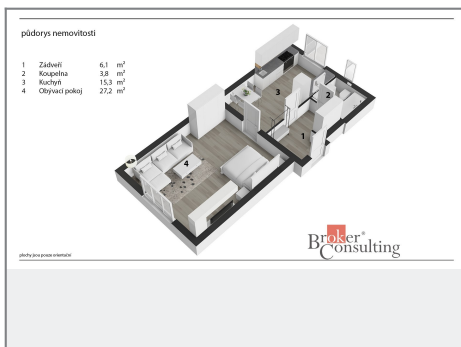 půdorys nemovitosti
1 Zádveří 6,1 m²
2 Koupelna 3,8 m²
3 Kuchyň 15,3 m²
4 Obývací pokoj 27,2 m²
3
2
1
4
Broker®
Consulting
plochy jsou pouze orientační